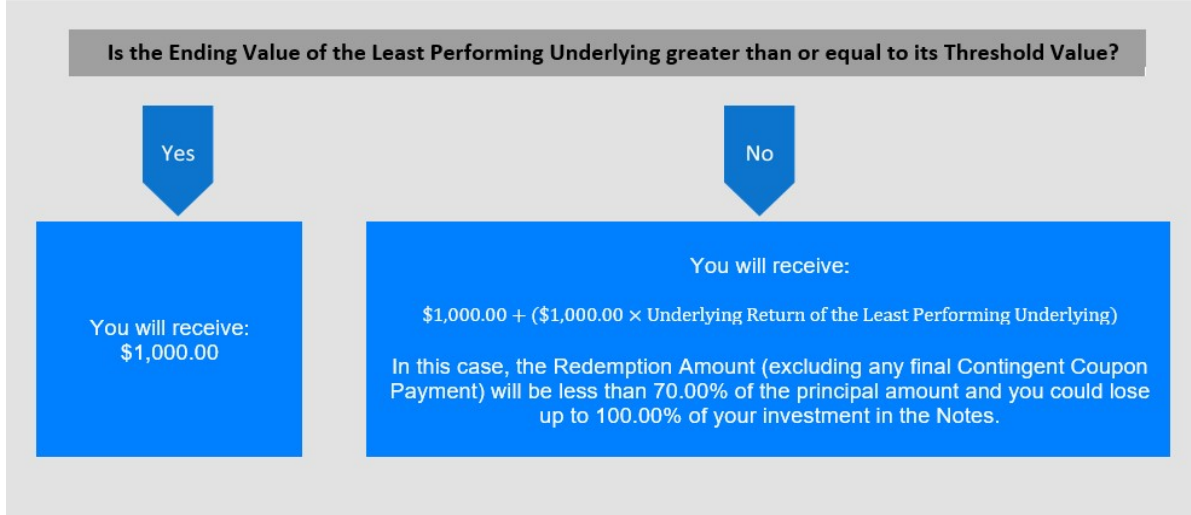 Is the Ending Value of the Least Performing Underlying greater than or equal to its Threshold Value?
Yes
No
You will receive:
$1,000.00
You will receive:
$1,000.00 + ($1,000.00 × Underlying Return of the Least Performing Underlying)
In this case, the Redemption Amount (excluding any final Contingent Coupon
Payment) will be less than 70.00% of the principal amount and you could lose
up to 100.00% of your investment in the Notes.